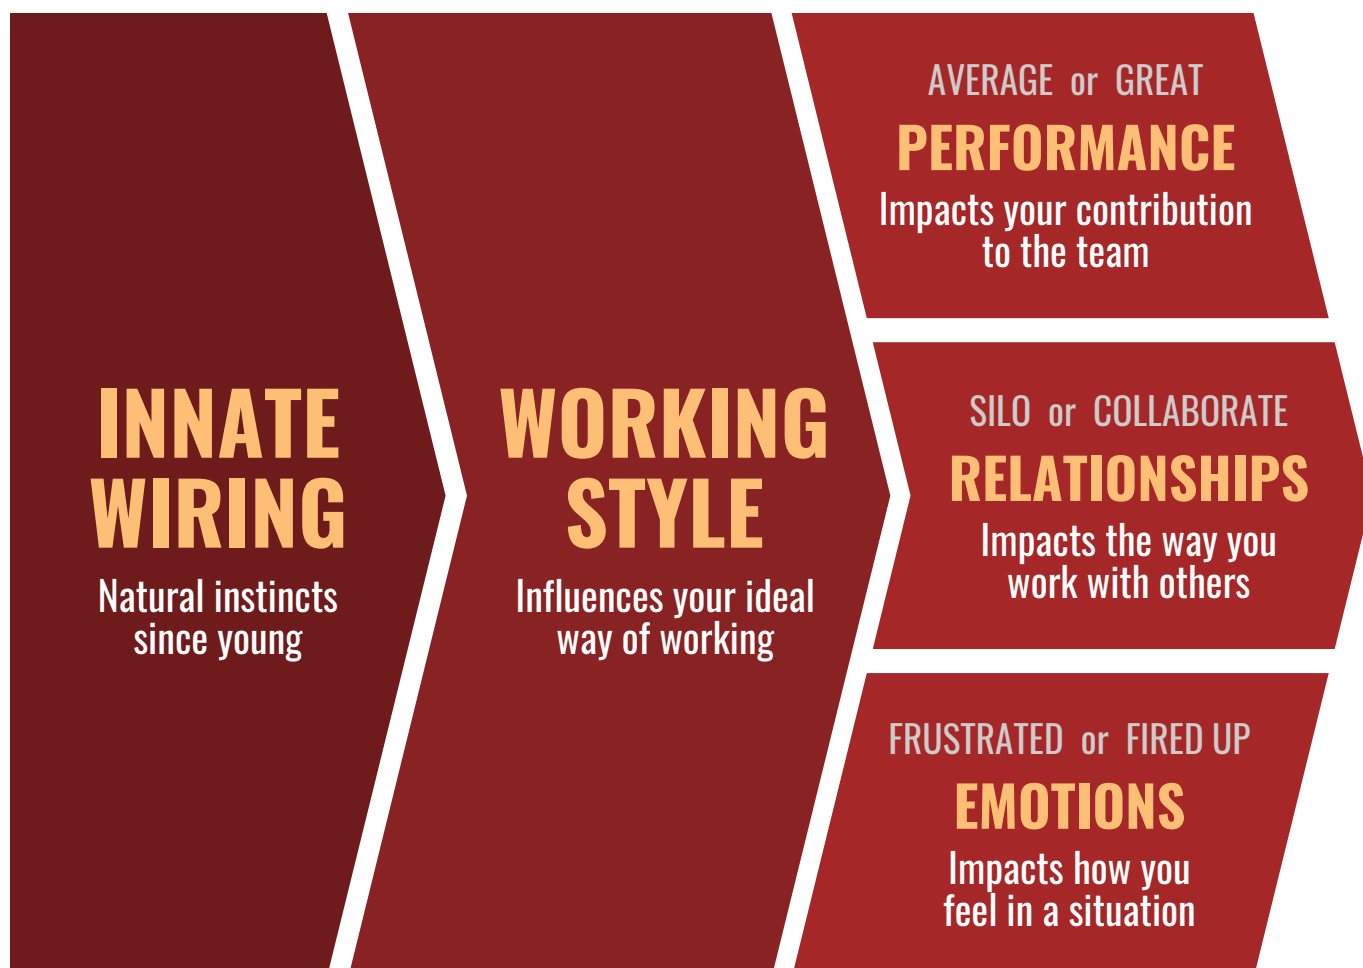 INNATE
WIRING
Natural instincts
since young
WORKING
STYLE
Influences your ideal
way of working
AVERAGE or GREAT
PERFORMANCE
Impacts your contribution
to the team
SILO or COLLABORATE
RELATIONSHIPS
Impacts the way you
work with others
FRUSTRATED or FIRED UP
EMOTIONS
Impacts how you
feel in a situation